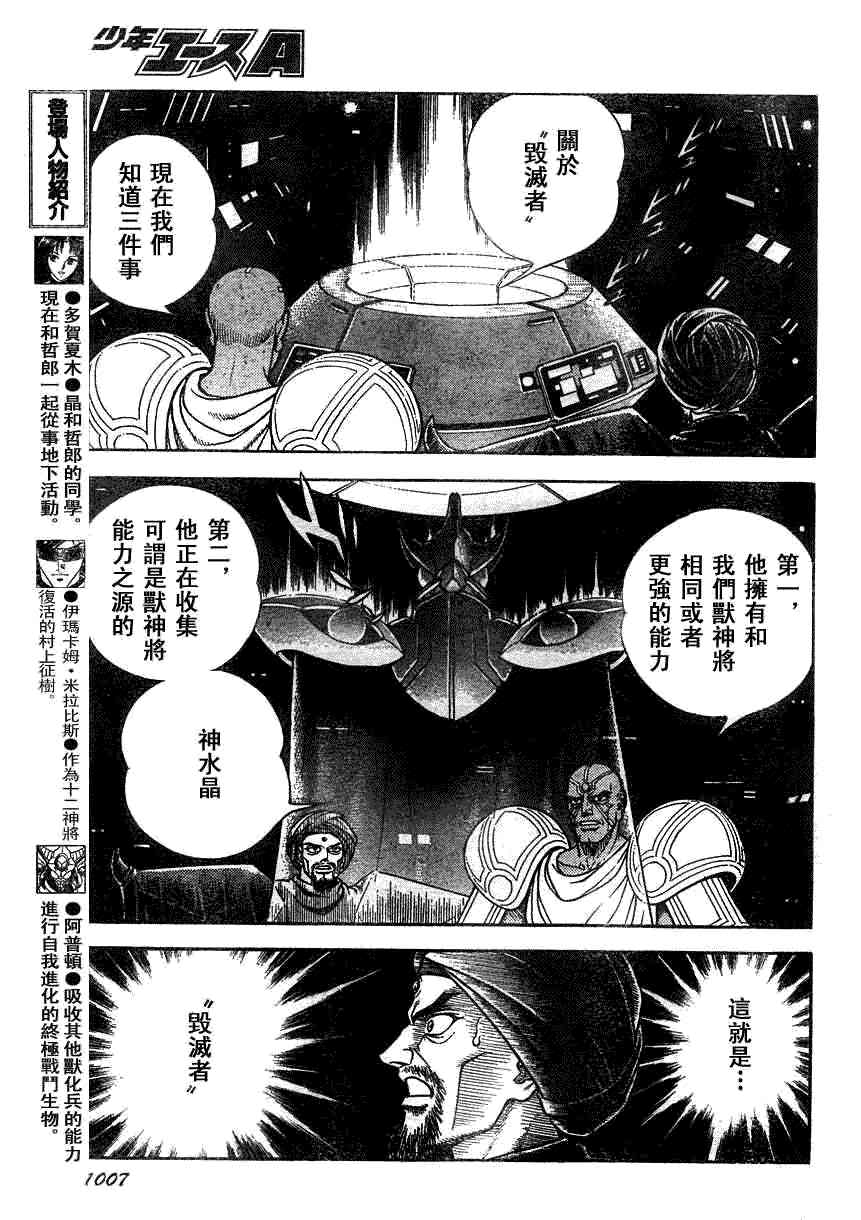 少年エースA
登場人物紹介
●多賀夏木●晶和哲郎的同學。
現在和哲郎一起從事地下活動。
●伊瑪卡姆・米拉比斯●作為十二神將
復活的村上征樹。
●阿普頓●吸收其他獸化兵的能力
進行自我進化的終極戰鬥生物。
關於
〝毀滅者〞
現在我們
知道三件事
第一，
他擁有和
我們獸神將
相同或者
更強的能力
第二，
他正在收集
可謂是獸神將
能力之源的
神水晶
這就是…
〝毀滅者〞
1007